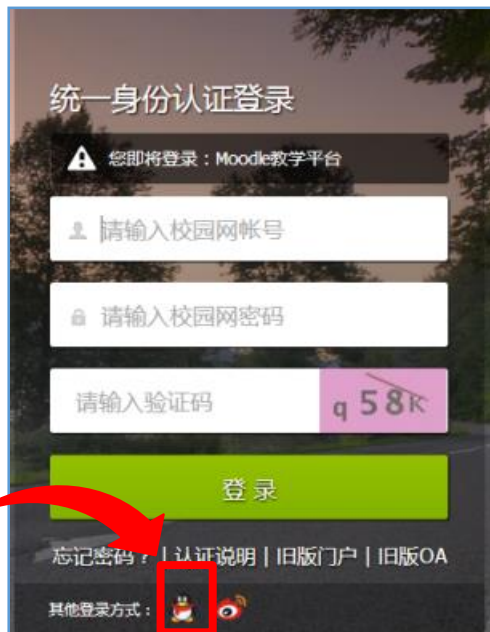 统一身份认证登录
您即将登录：Moodle教学平台
请输入校园网帐号
请输入校园网密码
请输入验证码 q58K
登 录
忘记密码？ | 认证说明 | 旧版门户 | 旧版OA
其他登录方式：